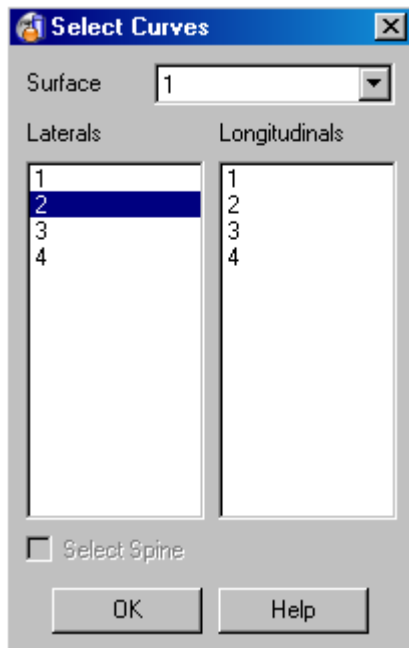 Select Curves
Surface 1
Laterals Longitudinals
1 1
2 2
3 3
4 4
Select Spine
OK Help